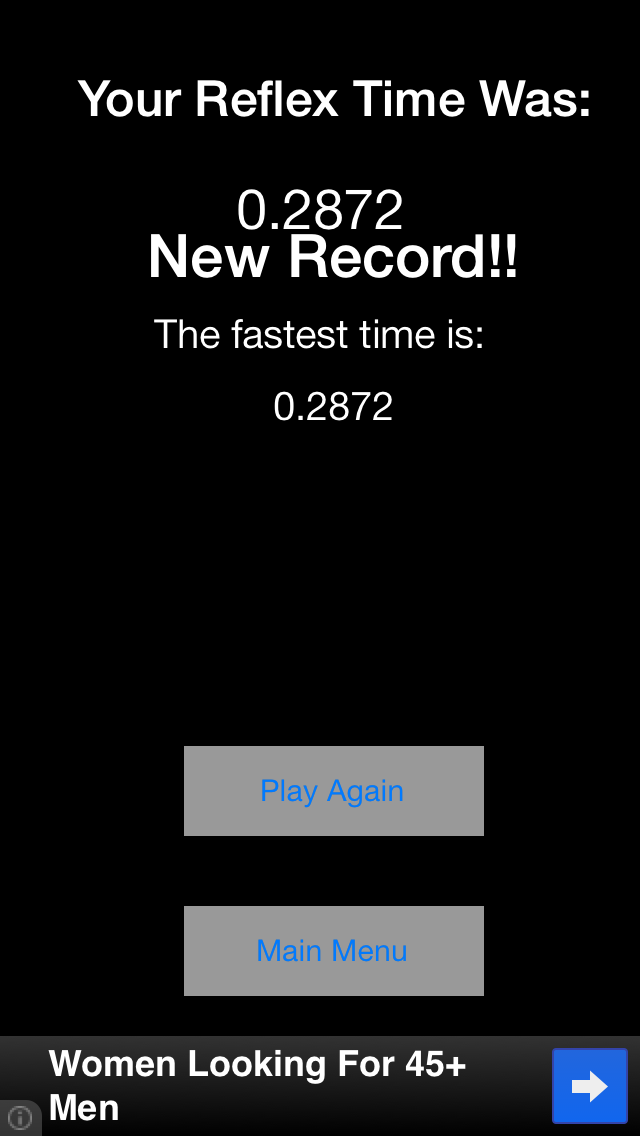 Your Reflex Time Was:
0.2872
New Record!!
The fastest time is:
0.2872
Play Again
Main Menu
Women Looking For 45+
Men